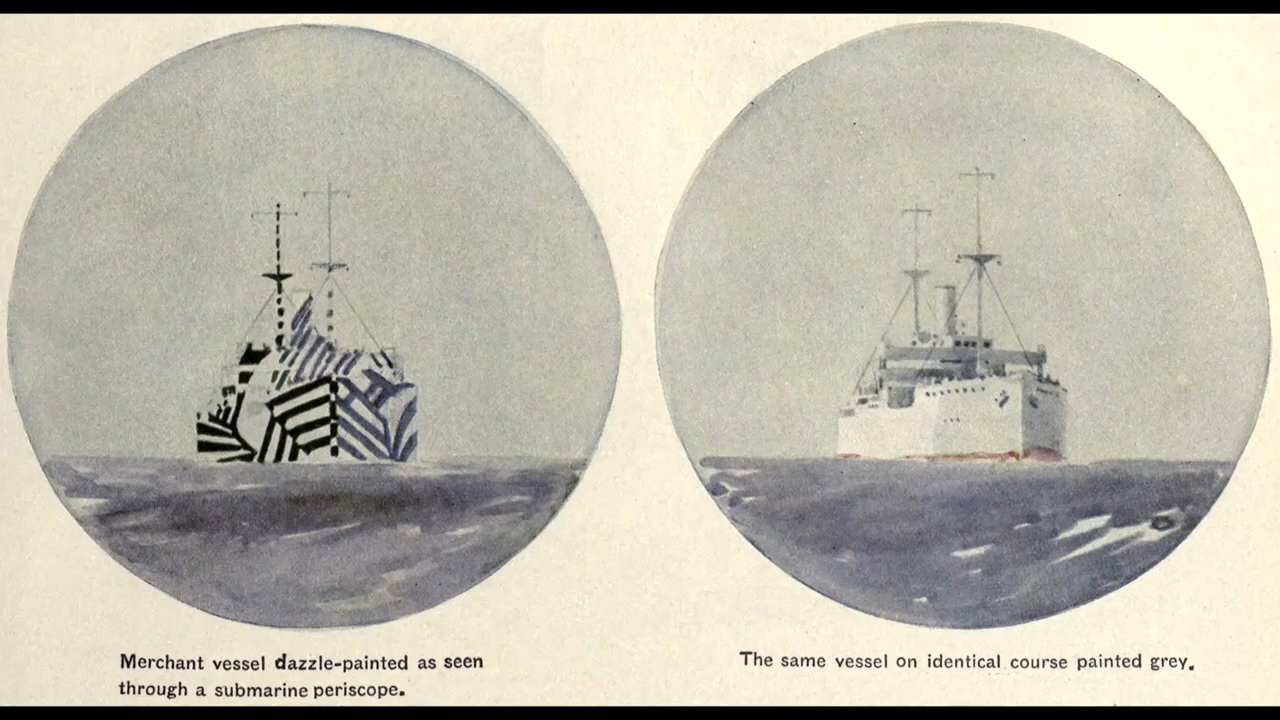 Merchant vessel dazzle-painted as seen
through a submarine periscope.
The same vessel on identical course painted grey.